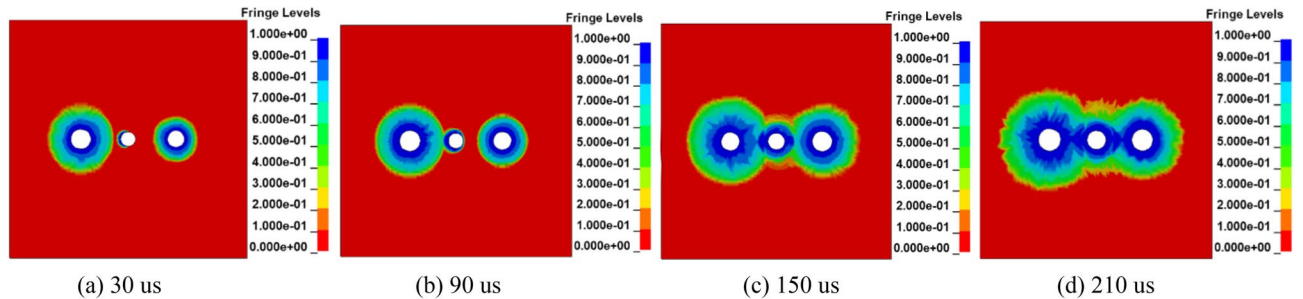 Fringe Levels
1.000e+00
9.000e-01
8.000e-01
7.000e-01
6.000e-01
5.000e-01
4.000e-01
3.000e-01
2.000e-01
1.000e-01
0.000e+00
(a) 30 us
Fringe Levels
1.000e+00
9.000e-01
8.000e-01
7.000e-01
6.000e-01
5.000e-01
4.000e-01
3.000e-01
2.000e-01
1.000e-01
0.000e+00
(b) 90 us
Fringe Levels
1.000e+00
9.000e-01
8.000e-01
7.000e-01
6.000e-01
5.000e-01
4.000e-01
3.000e-01
2.000e-01
1.000e-01
0.000e+00
(c) 150 us
Fringe Levels
1.000e+00
9.000e-01
8.000e-01
7.000e-01
6.000e-01
5.000e-01
4.000e-01
3.000e-01
2.000e-01
1.000e-01
0.000e+00
(d) 210 us